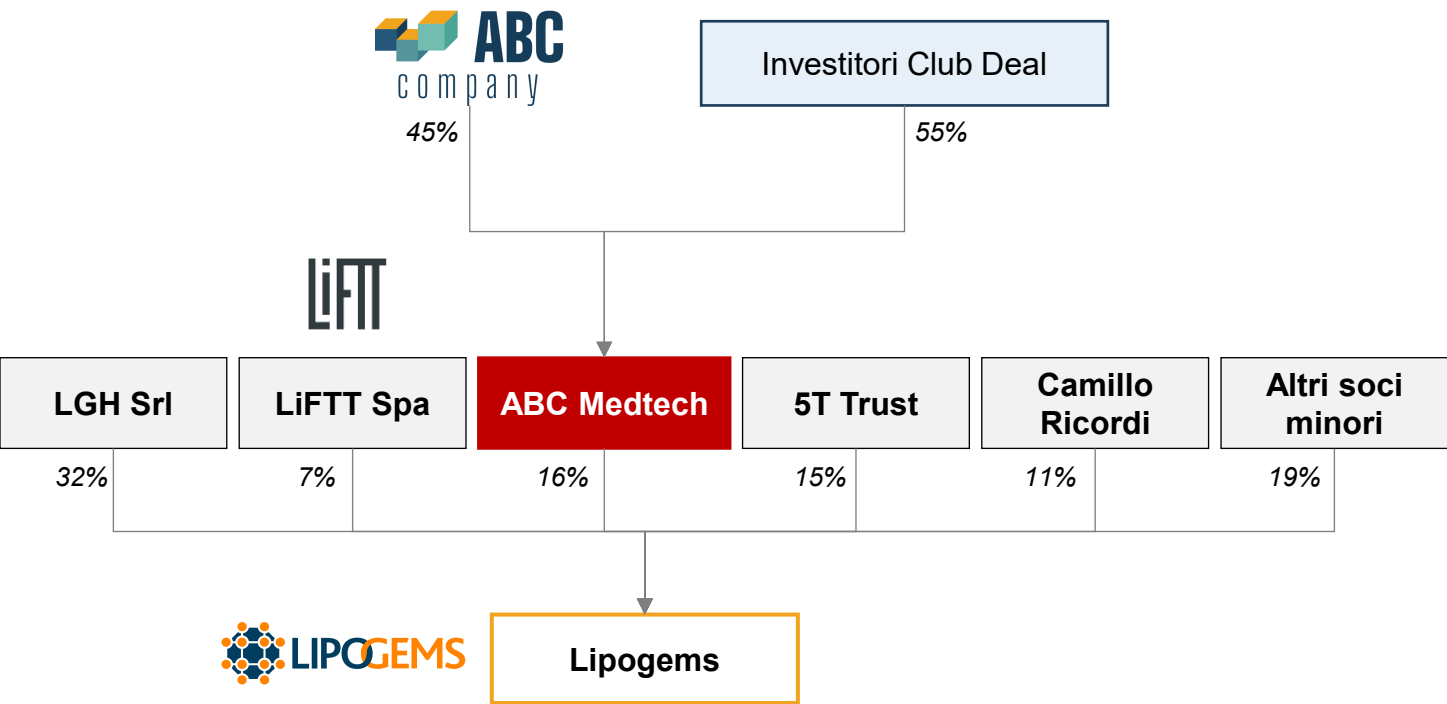 ABC
company
Investitori Club Deal
45%
55%
LiFTT
LGH Srl
LiFTT Spa
ABC Medtech
5T Trust
Camillo
Ricordi
Altri soci
minori
32%
7%
16%
15%
11%
19%
LIPOGEMS
Lipogems